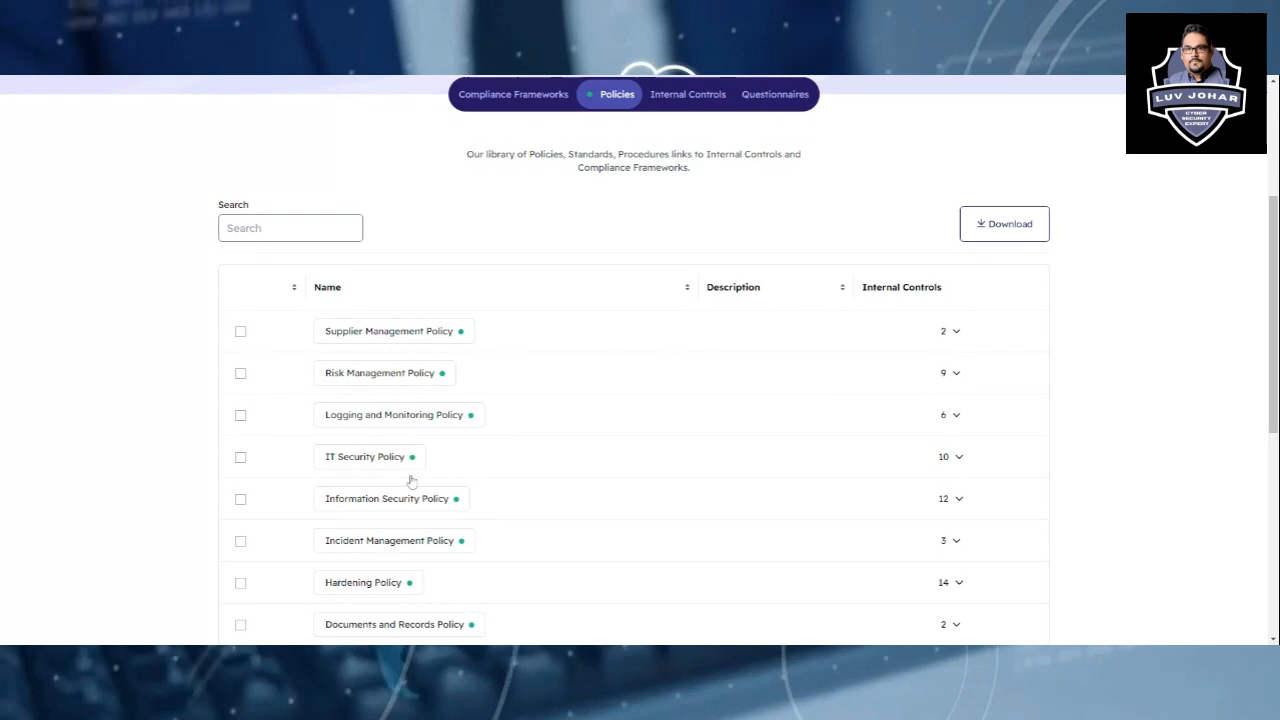 Compliance Frameworks Policies Internal Controls Questionnaires
Our library of Policies, Standards, Procedures links to Internal Controls and
Compliance Frameworks.
Search
Search
Download
Name Description Internal Controls
Supplier Management Policy 2
Risk Management Policy 9
Logging and Monitoring Policy 6
IT Security Policy 10
Information Security Policy 12
Incident Management Policy 3
Hardening Policy 14
Documents and Records Policy 2
LUV JOHAR
CYBER
SECURITY
EXPERT